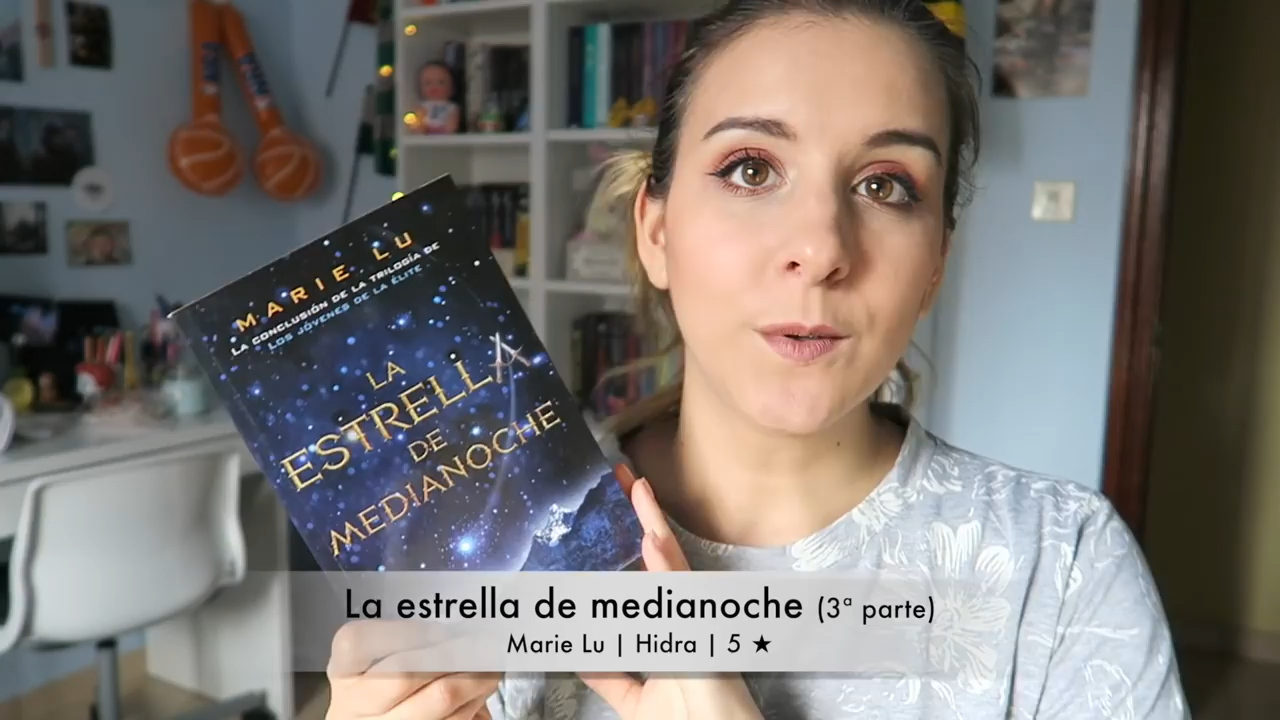 MARIE LU
LA CONCLUSIÓN DE LA TRILOGÍA DE
LOS JÓVENES DE LA ÉLITE
LA
ESTRELLA
DE
MEDIANOCHE
La estrella de medianoche (3ª parte)
Marie Lu | Hidra | 5 ★